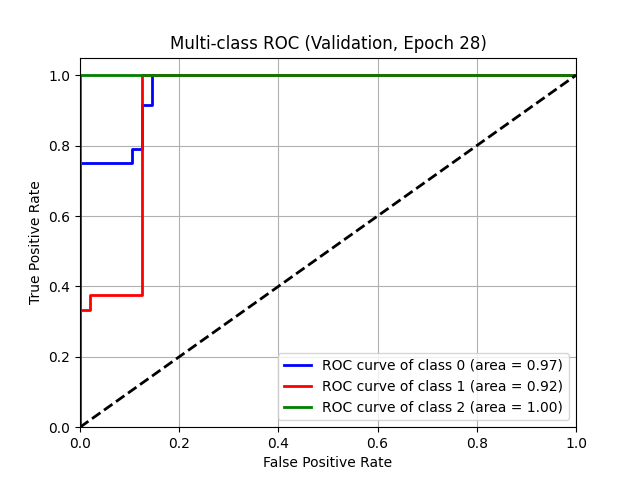 Multi-class ROC (Validation, Epoch 28)
True Positive Rate
1.0
0.8
0.6
0.4
0.2
0.0
ROC curve of class 0 (area = 0.97)
ROC curve of class 1 (area = 0.92)
ROC curve of class 2 (area = 1.00)
0.0 0.2 0.4 0.6 0.8 1.0
False Positive Rate